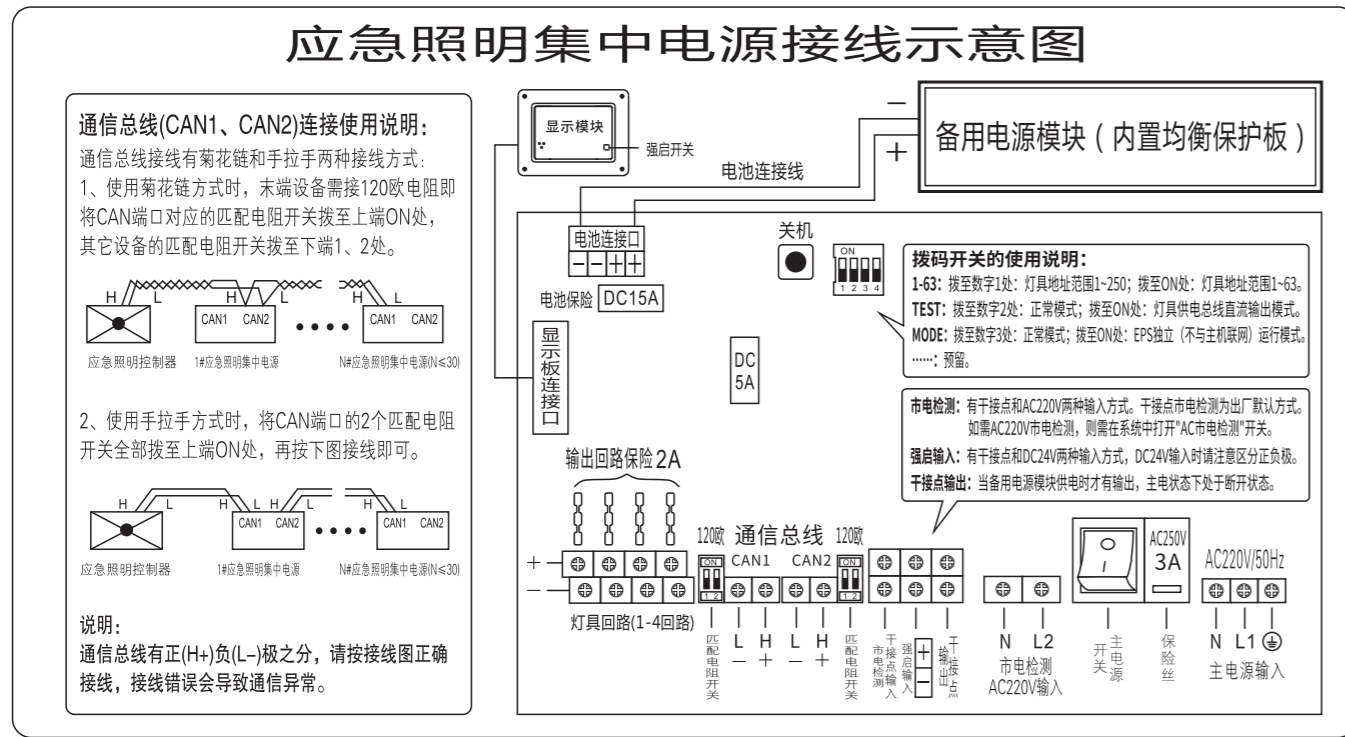 应急照明集中电源接线示意图
通信总线(CAN1、CAN2)连接使用说明：
通信总线接线有菊花链和手拉手两种接线方式：
1、使用菊花链方式时，末端设备需接120欧电阻即
将CAN端口对应的匹配电阻开关拨至上端ON处，
其它设备的匹配电阻开关拨至下端1、2处。
H L H L H L
CAN1 CAN2 CAN1 CAN2
应急照明控制器 1#应急照明集中电源 N#应急照明集中电源(N≤30)
2、使用手拉手方式时，将CAN端口的2个匹配电阻
开关全部拨至上端ON处，再按下图接线即可。
H L H L H L H L
CAN1 CAN2 CAN1 CAN2
应急照明控制器 1#应急照明集中电源 N#应急照明集中电源(N≤30)
说明：
通信总线有正(H+)负(L−)极之分，请按接线图正确
接线，接线错误会导致通信异常。
显示模块
强启开关
电池连接线
−
+
备用电源模块（内置均衡保护板）
电池连接口
− − + +
电池保险 DC15A
显示板连接口
关机
ON
1 2 3 4
DC
5A
拨码开关的使用说明：
1-63：拨至数字1处：灯具地址范围1~250；拨至ON处：灯具地址范围1~63。
TEST：拨至数字2处：正常模式；拨至ON处：灯具供电总线直流输出模式。
MODE：拨至数字3处：正常模式；拨至ON处：EPS独立（不与主机联网）运行模式。
……：预留。
市电检测：有干接点和AC220V两种输入方式。干接点市电检测为出厂默认方式。
如需AC220V市电检测，则需在系统中打开"AC市电检测"开关。
强启输入：有干接点和DC24V两种输入方式，DC24V输入时请注意区分正负极。
干接点输出：当备用电源模块供电时才有输出，主电状态下处于断开状态。
输出回路保险2A
+
−
灯具回路(1-4回路)
120欧 通信总线 120欧
ON CAN1 CAN2 ON
1 2 1 2
匹配电阻开关
L −
H +
L −
H +
匹配电阻开关
干接点输入
市电检测
强启输入
+
−
干接点
输出
N L2
市电检测
AC220V输入
主电源
开关
AC250V
3A
保险丝
AC220V/50Hz
N L1
主电源输入